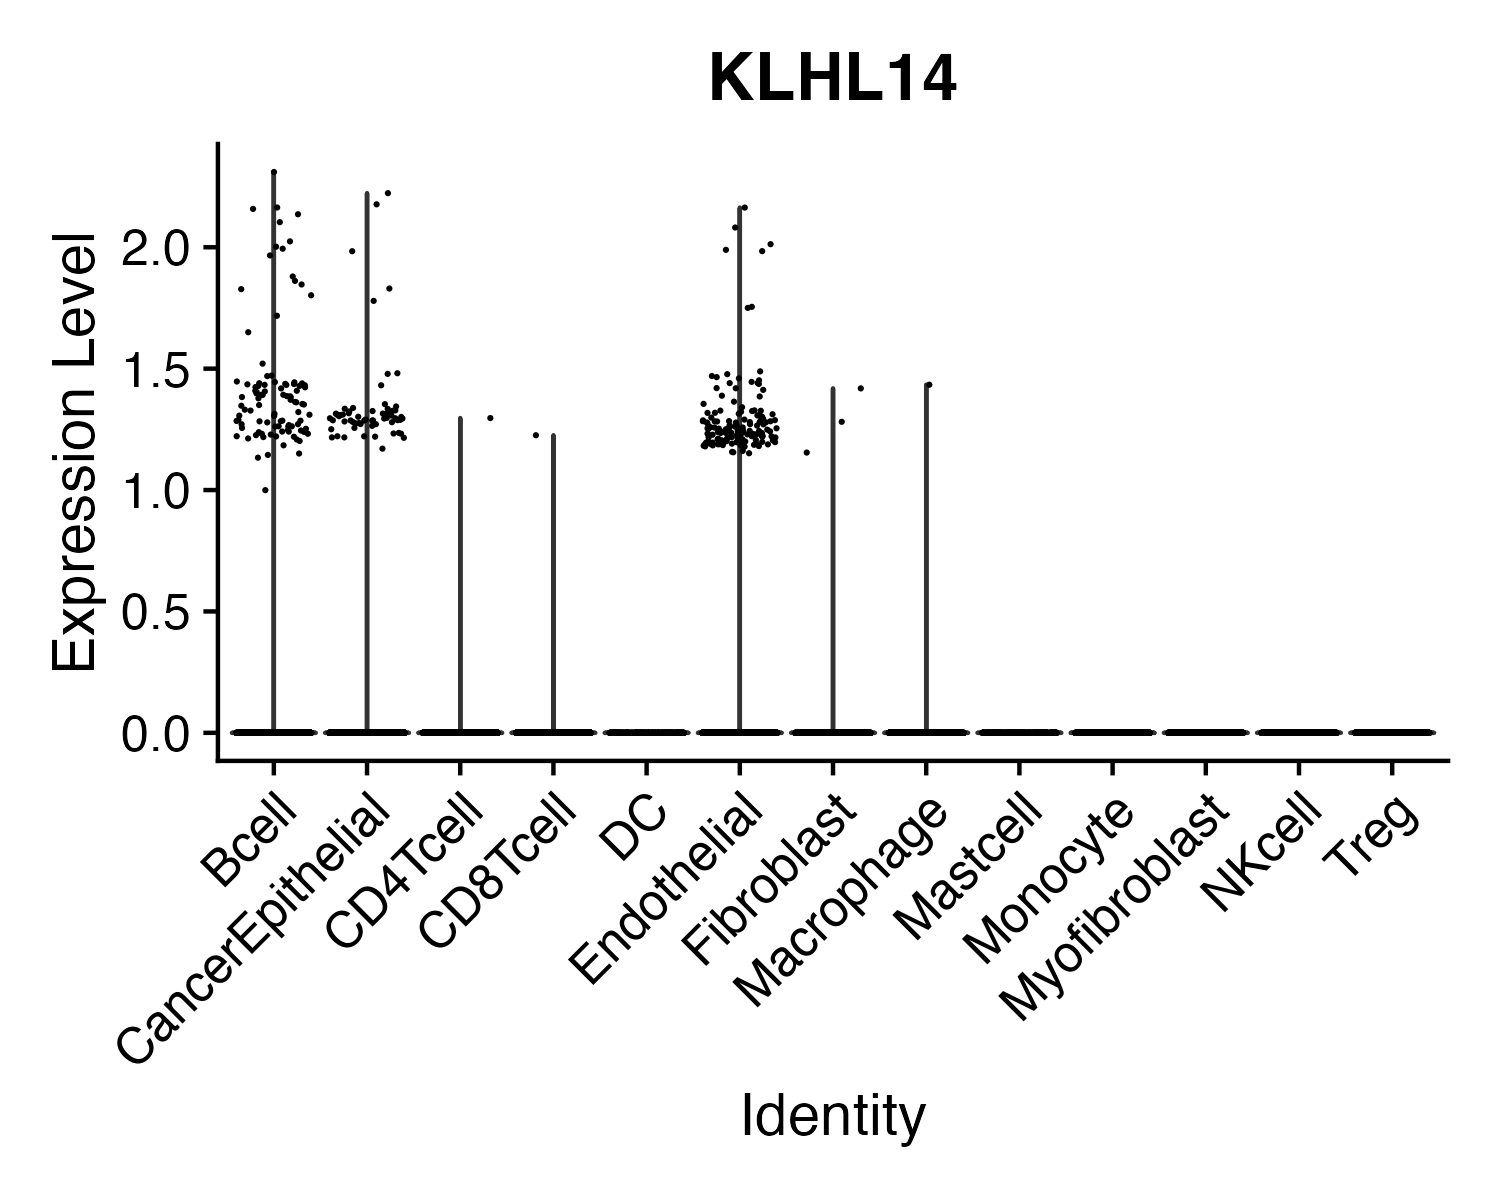 KLHL14
Expression Level
2.0
1.5
1.0
0.5
0.0
Bcell
CancerEpithelial
CD4Tcell
CD8Tcell
DC
Endothelial
Fibroblast
Macrophage
Mastcell
Monocyte
Myofibroblast
NKcell
Treg
Identity